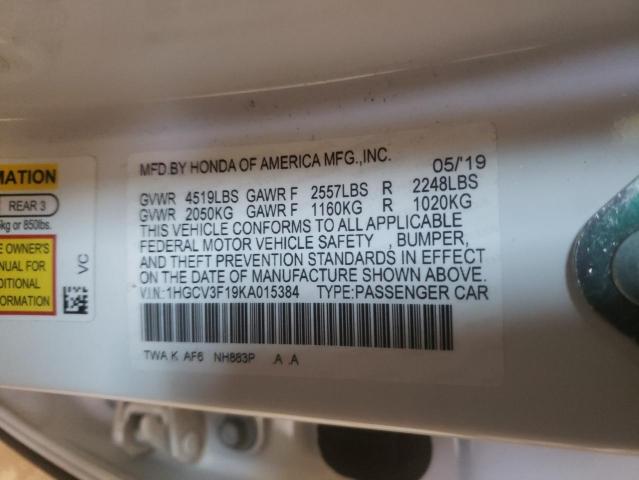 MATION
REAR 3
kg or 850lbs.
E OWNER'S
NUAL FOR
DITIONAL
ORMATION
VC
MFD.BY HONDA OF AMERICA MFG.,INC. 05/'19
GVWR 4519LBS GAWR F 2557LBS R 2248LBS
GVWR 2050KG GAWR F 1160KG R 1020KG
THIS VEHICLE CONFORMS TO ALL APPLICABLE
FEDERAL MOTOR VEHICLE SAFETY , BUMPER,
AND THEFT PREVENTION STANDARDS IN EFFECT
ON THE DATE OF MANUFACTURE SHOWN ABOVE.
V.I.N.:1HGCV3F19KA015384 TYPE:PASSENGER CAR
TWA K AF6 NH883P .A .A